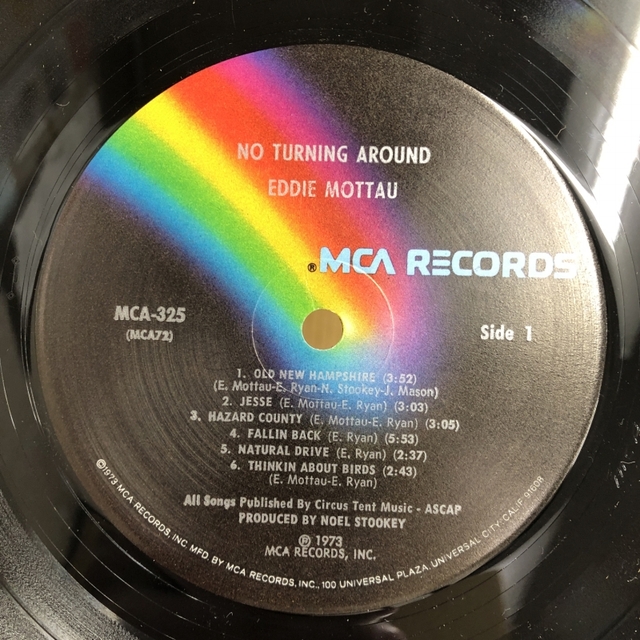 NO TURNING AROUND
EDDIE MOTTAU
®MCA RECORDS
MCA-325
(MCA72)
Side 1
1. OLD NEW HAMPSHIRE (3:52)
(E. Mottau-E. Ryan-N. Stookey-J. Mason)
2. JESSE (E. Mottau-E. Ryan) (3:03)
3. HAZARD COUNTY (E. Mottau-E. Ryan) (3:05)
4. FALLIN BACK (E. Ryan) (5:53)
5. NATURAL DRIVE (E. Ryan) (2:37)
6. THINKIN ABOUT BIRDS (2:43)
(E. Mottau-E. Ryan)
All Songs Published By Circus Tent Music - ASCAP
PRODUCED BY NOEL STOOKEY
℗ 1973
MCA RECORDS, INC.
©1973 MCA RECORDS, INC. MFD. BY MCA RECORDS, INC., 100 UNIVERSAL PLAZA, UNIVERSAL CITY-CALIF. 91608